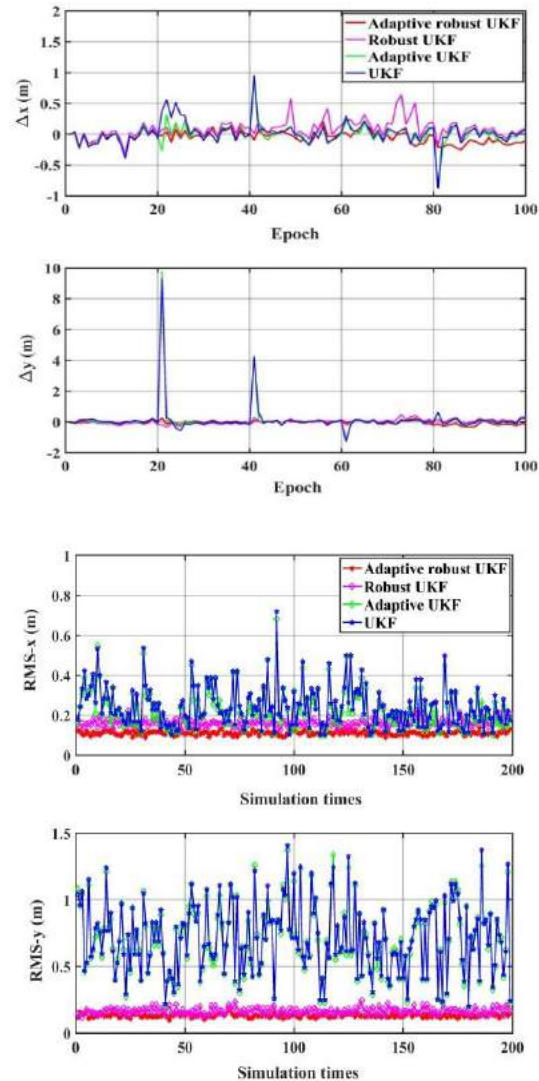 2
1.5
1
0.5
0
-0.5
-1
Δx (m)
Adaptive robust UKF
Robust UKF
Adaptive UKF
UKF
0 20 40 60 80 100
Epoch
10
8
6
4
2
0
-2
Δy (m)
0 20 40 60 80 100
Epoch
1
0.8
0.6
0.4
0.2
0
RMS-x (m)
Adaptive robust UKF
Robust UKF
Adaptive UKF
UKF
0 50 100 150 200
Simulation times
1.5
1
0.5
0
RMS-y (m)
0 50 100 150 200
Simulation times